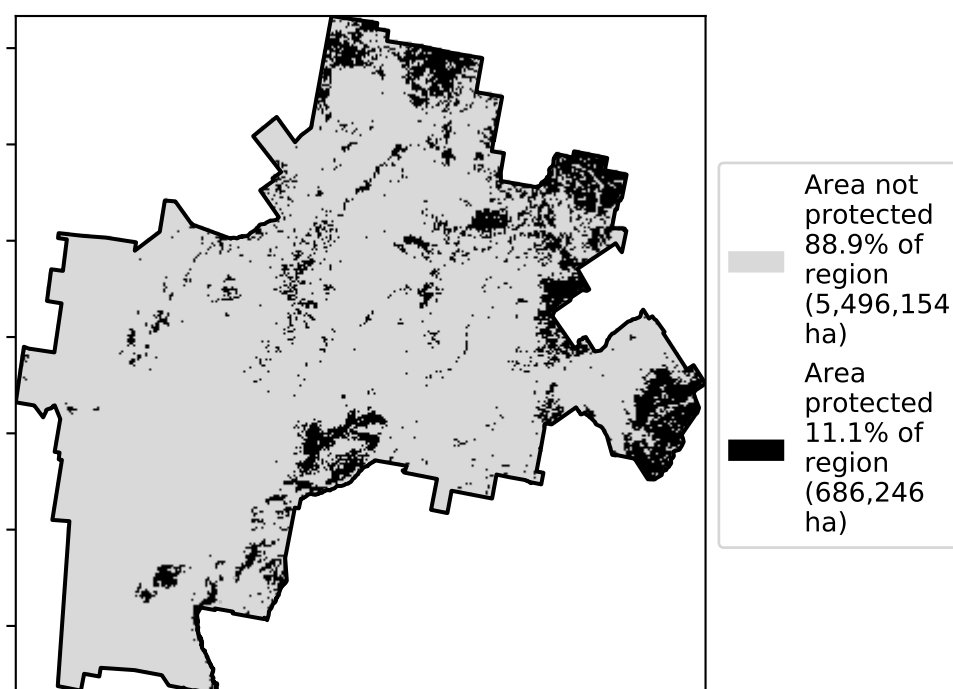 Area not
protected
88.9% of
region
(5,496,154
ha)
Area
protected
11.1% of
region
(686,246
ha)